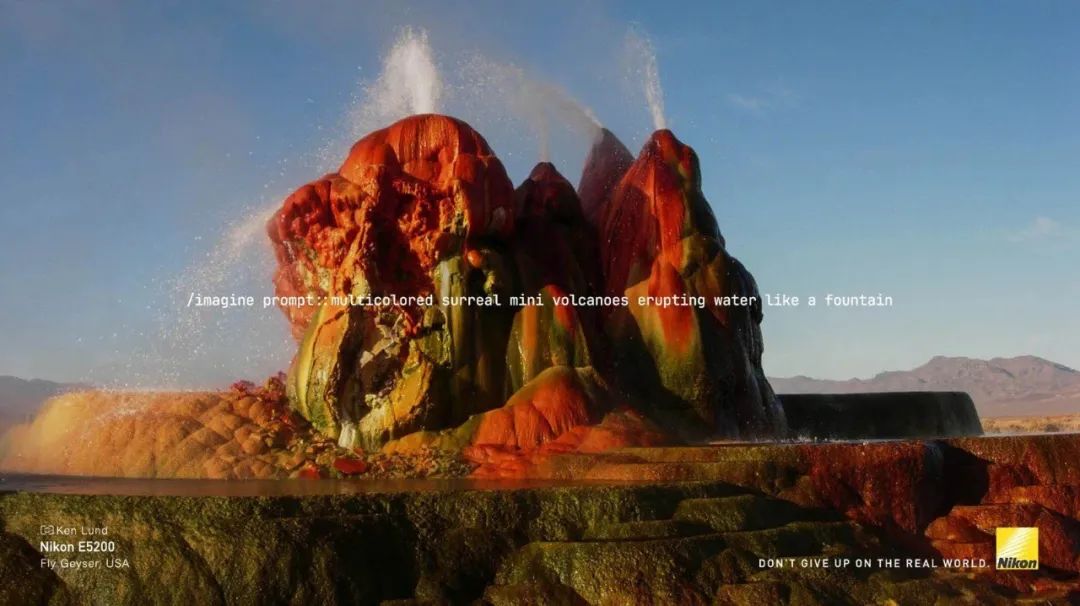 /imagine prompt::multicolored surreal mini volcanoes erupting water like a fountain
Ken Lund
Nikon E5200
Fly Geyser, USA
DON'T GIVE UP ON THE REAL WORLD.
Nikon